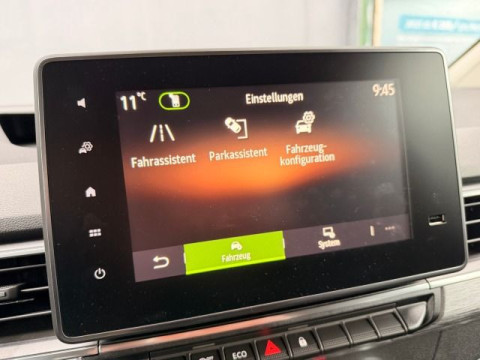 11°C
Einstellungen
9:45
Fahrassistent
Parkassistent
Fahrzeug-
konfiguration
Fahrzeug
System
ECO